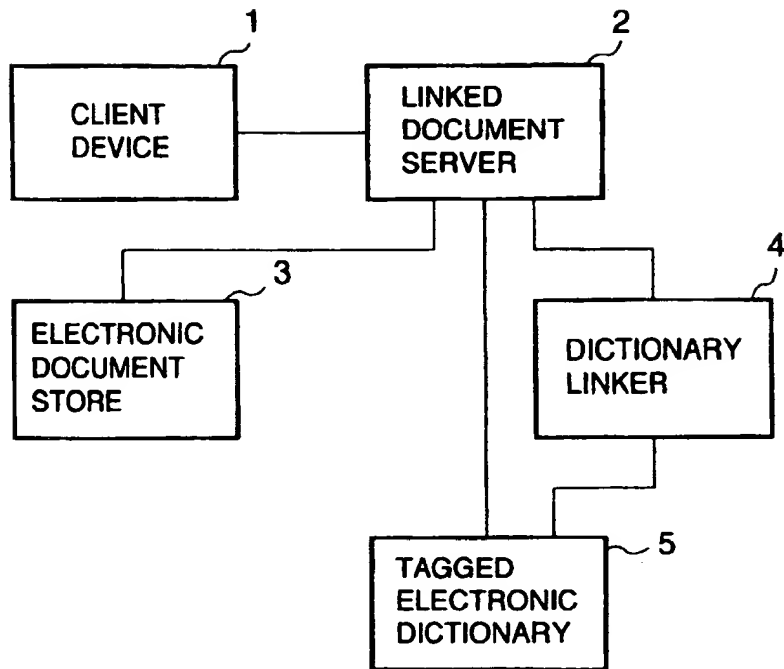 1
CLIENT
DEVICE
2
LINKED
DOCUMENT
SERVER
3
ELECTRONIC
DOCUMENT
STORE
4
DICTIONARY
LINKER
5
TAGGED
ELECTRONIC
DICTIONARY